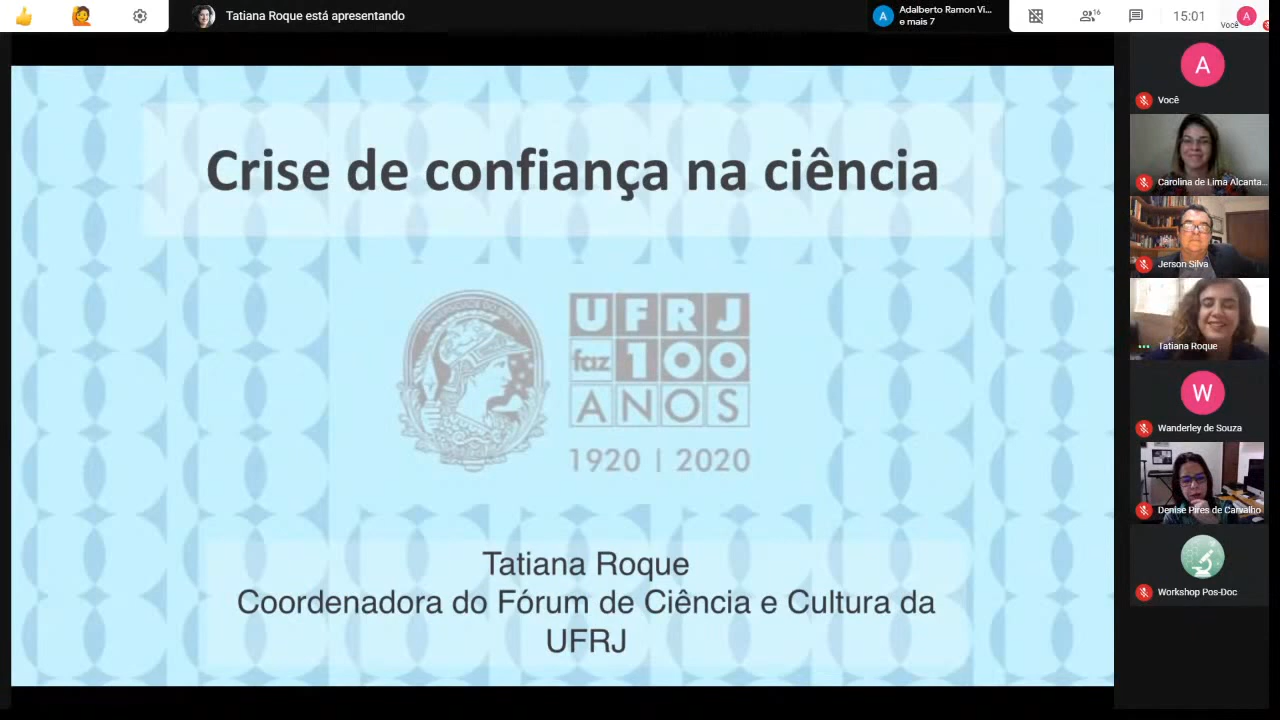 Tatiana Roque está apresentando
A
Adalberto Ramon Vi...
e mais 7
16
15:01
A
Você
Crise de confiança na ciência
UFRJ
faz 100
ANOS
1920 | 2020
Tatiana Roque
Coordenadora do Fórum de Ciência e Cultura da
UFRJ
A
Você
Carolina de Lima Alcanta...
Jerson Silva
Tatiana Roque
W
Wanderley de Souza
Denise Pires de Carvalho
Workshop Pos-Doc